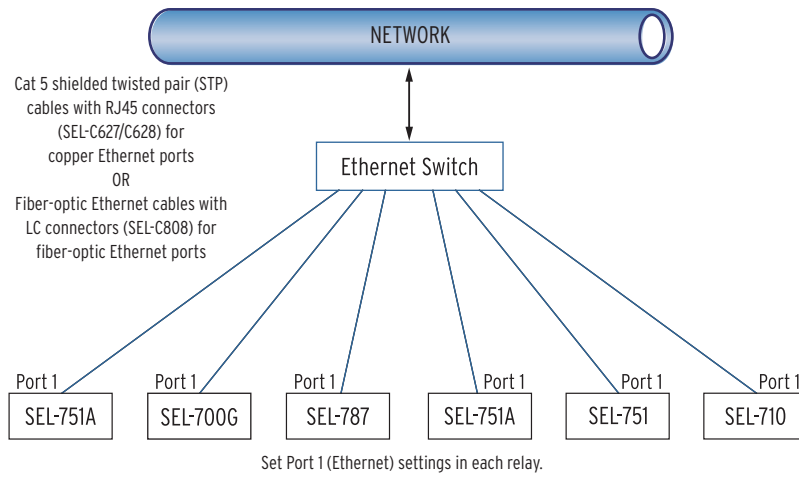 NETWORK
Cat 5 shielded twisted pair (STP)
cables with RJ45 connectors
(SEL-C627/C628) for
copper Ethernet ports
OR
Fiber-optic Ethernet cables with
LC connectors (SEL-C808) for
fiber-optic Ethernet ports
Ethernet Switch
Port 1 Port 1 Port 1 Port 1 Port 1 Port 1
SEL-751A SEL-700G SEL-787 SEL-751A SEL-751 SEL-710
Set Port 1 (Ethernet) settings in each relay.